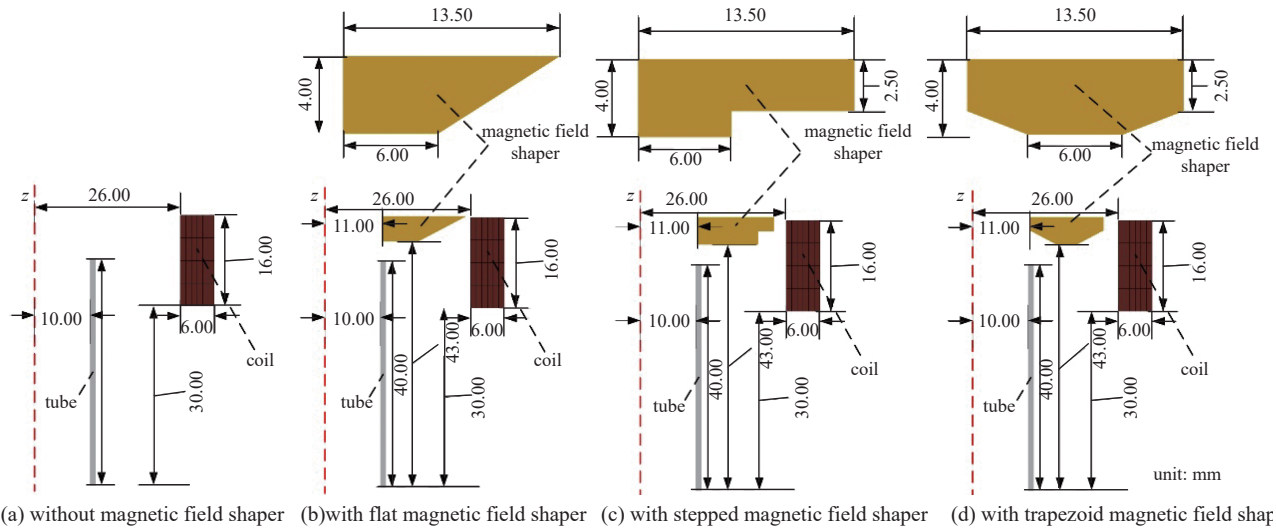 13.50
13.50
13.50
4.00
4.00
2.50
4.00
2.50
6.00
6.00
6.00
magnetic field
shaper
magnetic field
shaper
magnetic field
shaper
z
26.00
z
26.00
z
26.00
z
26.00
11.00
11.00
11.00
16.00
16.00
16.00
16.00
10.00
6.00
10.00
6.00
10.00
6.00
10.00
6.00
coil
coil
coil
coil
tube
tube
tube
tube
30.00
40.00
43.00
30.00
40.00
43.00
30.00
40.00
43.00
30.00
unit: mm
(a) without magnetic field shaper (b)with flat magnetic field shaper (c) with stepped magnetic field shaper (d) with trapezoid magnetic field shap